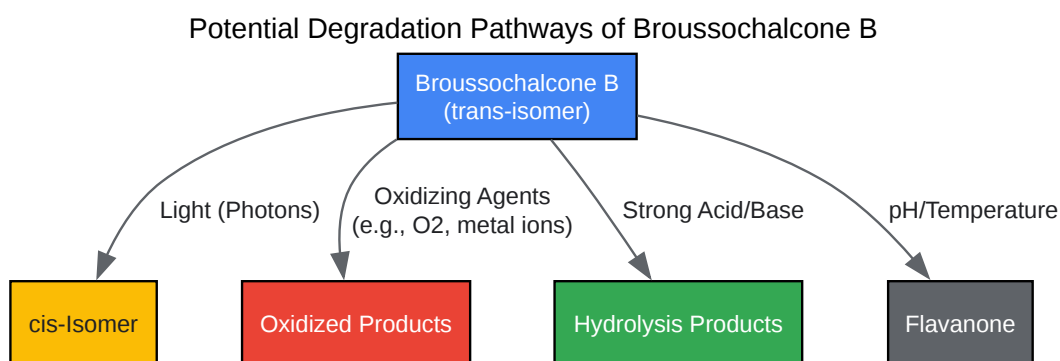 Potential Degradation Pathways of Broussochalcone B
Broussochalcone B
(trans-isomer)
Light (Photons)
Oxidizing Agents
(e.g., O2, metal ions)
Strong Acid/Base
pH/Temperature
cis-Isomer
Oxidized Products
Hydrolysis Products
Flavanone